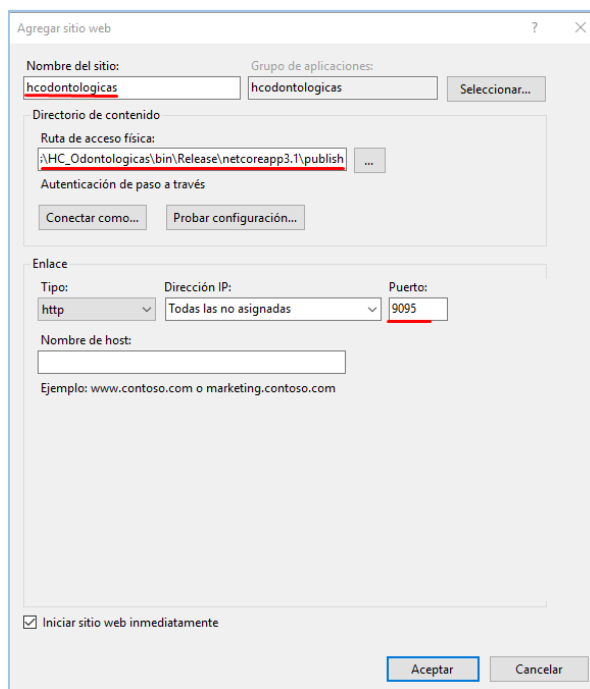 Agregar sitio web ? ×
Nombre del sitio: Grupo de aplicaciones:
hcodontologicas hcodontologicas Seleccionar...
Directorio de contenido
Ruta de acceso física:
:\HC_Odontologicas\bin\Release\netcoreapp3.1\publish ...
Autenticación de paso a través
Conectar como... Probar configuración...
Enlace
Tipo: Dirección IP: Puerto:
http Todas las no asignadas 9095
Nombre de host:
Ejemplo: www.contoso.com o marketing.contoso.com
Iniciar sitio web inmediatamente
Aceptar Cancelar